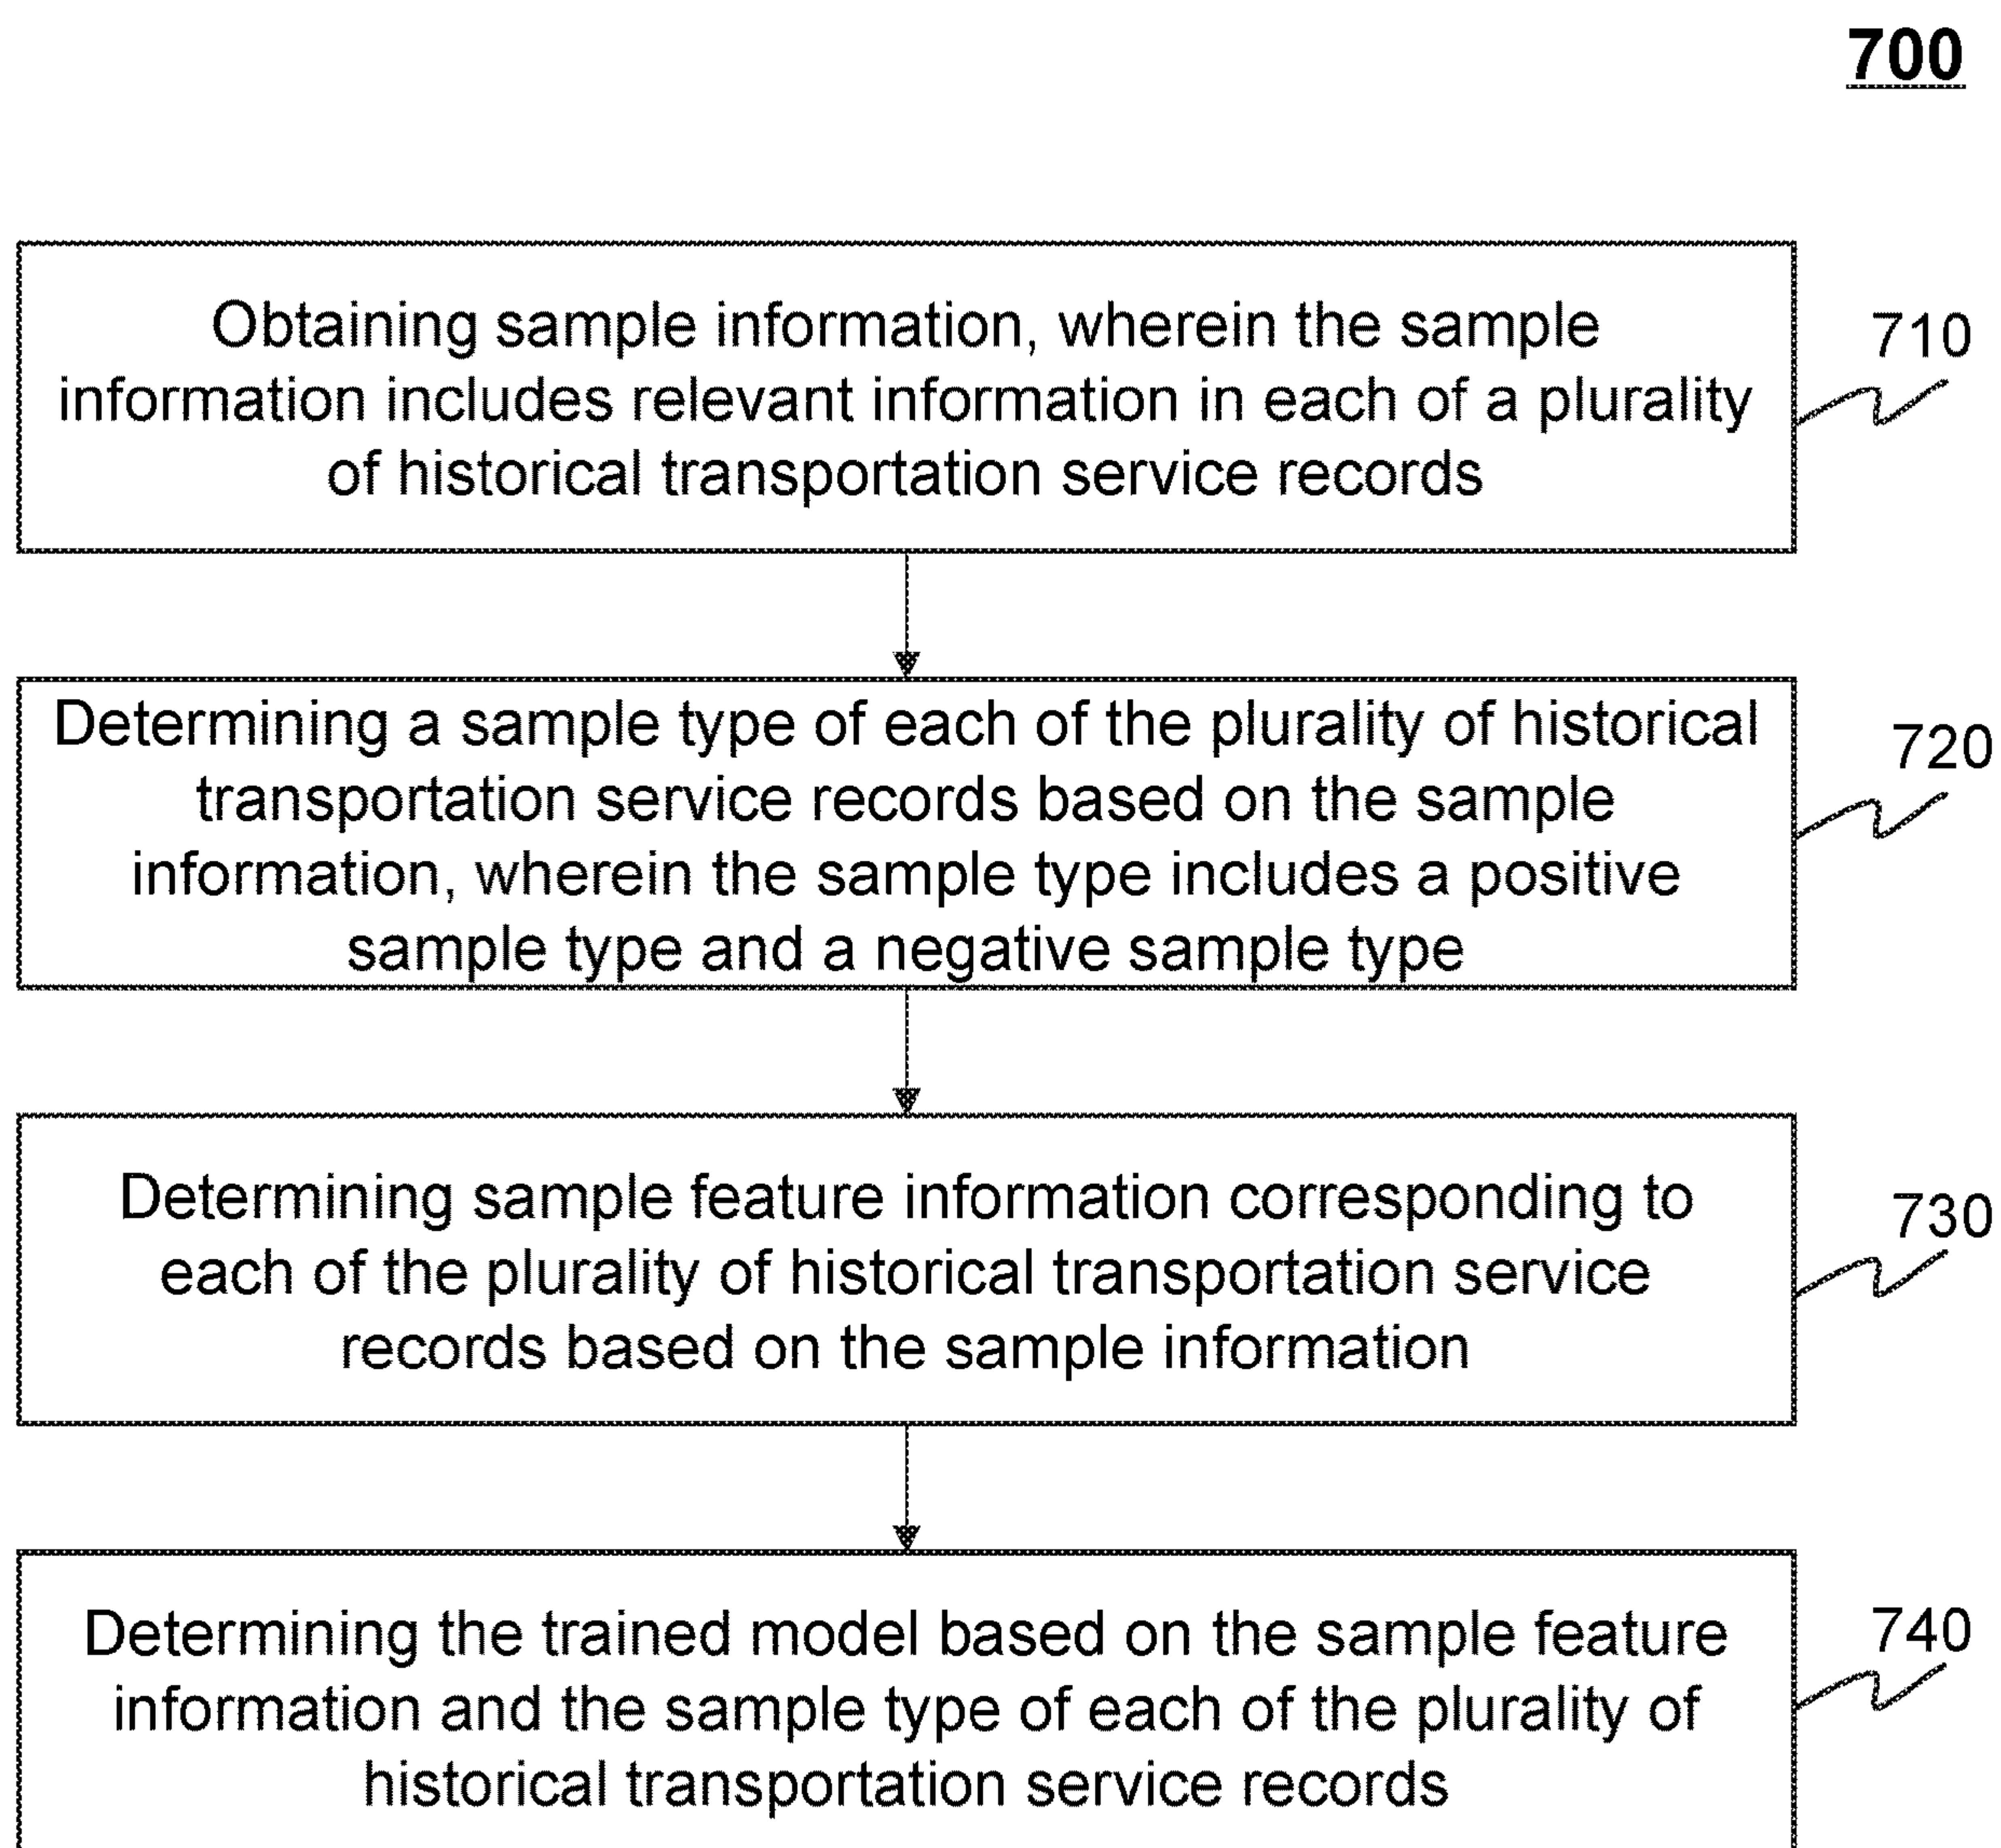 700
Obtaining sample information, wherein the sample
information includes relevant information in each of a plurality
of historical transportation service records
710
Determining a sample type of each of the plurality of historical
transportation service records based on the sample
information, wherein the sample type includes a positive
sample type and a negative sample type
720
Determining sample feature information corresponding to
each of the plurality of historical transportation service
records based on the sample information
730
Determining the trained model based on the sample feature
information and the sample type of each of the plurality of
historical transportation service records
740